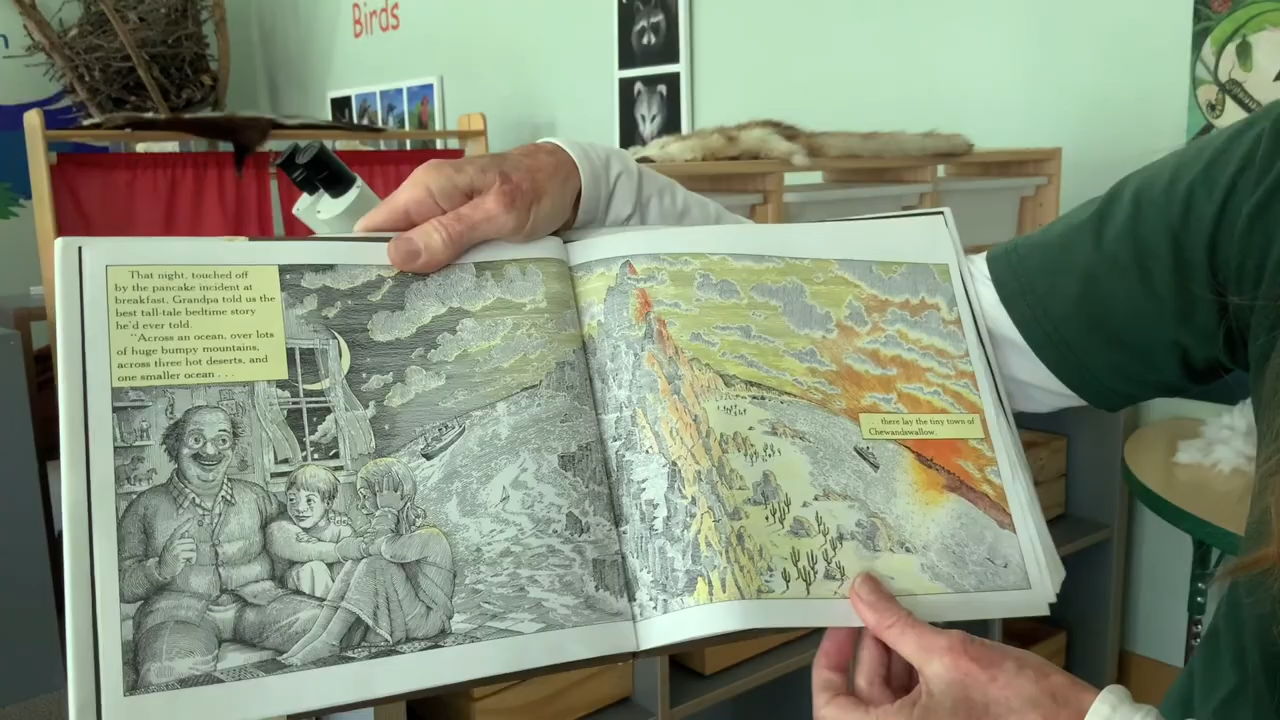 Birds
That night, touched off
by the pancake incident at
breakfast, Grandpa told us the
best tall-tale bedtime story
he'd ever told.
"Across an ocean, over lots
of huge bumpy mountains,
across three hot deserts, and
one smaller ocean . . .
. . . there lay the tiny town of
Chewandswallow.